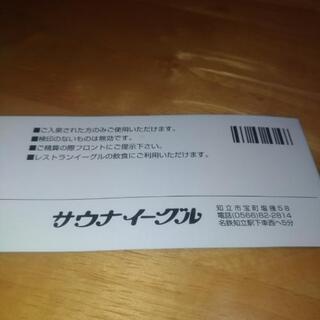 ■ご入泉された方のみご使用いただけます。
■検印のないものは無効です。
■ご精算の際フロントにご提示下さい。
■レストランイーグルの飲食にご利用いただけます。
サウナイーグル
知立市宝町塩掻58
電話(0566)82-2814
名鉄知立駅下車西へ5分